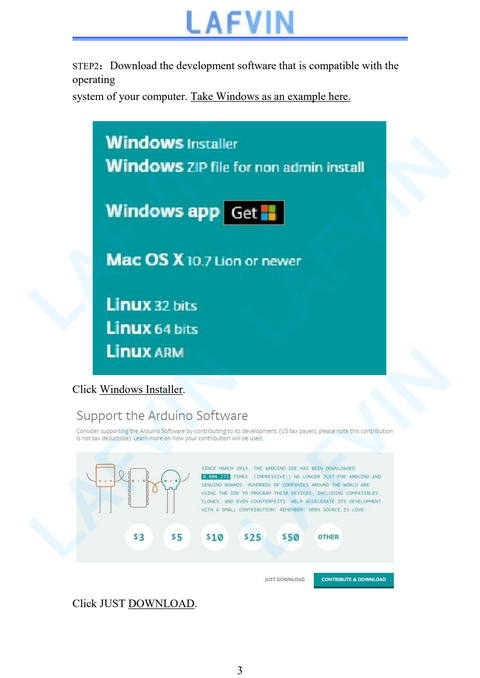 LAFVIN
STEP2：Download the development software that is compatible with the
operating
system of your computer. Take Windows as an example here.
Windows Installer
Windows ZIP file for non admin install
Windows app Get
Mac OS X 10.7 Lion or newer
Linux 32 bits
Linux 64 bits
Linux ARM
Click Windows Installer.
Support the Arduino Software
Consider supporting the Arduino Software by contributing to its development. (US tax payers, please note this contribution
is not tax deductible). Learn more on how your contribution will be used.
SINCE MARCH 2015, THE ARDUINO IDE HAS BEEN DOWNLOADED
TIMES. (IMPRESSIVE!) NO LONGER JUST FOR ARDUINO AND
GENUINO BOARDS, HUNDREDS OF COMPANIES AROUND THE WORLD ARE
USING THE IDE TO PROGRAM THEIR DEVICES, INCLUDING COMPATIBLES,
CLONES, AND EVEN COUNTERFEITS. HELP ACCELERATE ITS DEVELOPMENT
WITH A SMALL CONTRIBUTION! REMEMBER: OPEN SOURCE IS LOVE!
$3 $5 $10 $25 $50 OTHER
JUST DOWNLOAD CONTRIBUTE & DOWNLOAD
Click JUST DOWNLOAD.
LAFVIN
LAFVIN
LAFVIN
LAFVIN
3